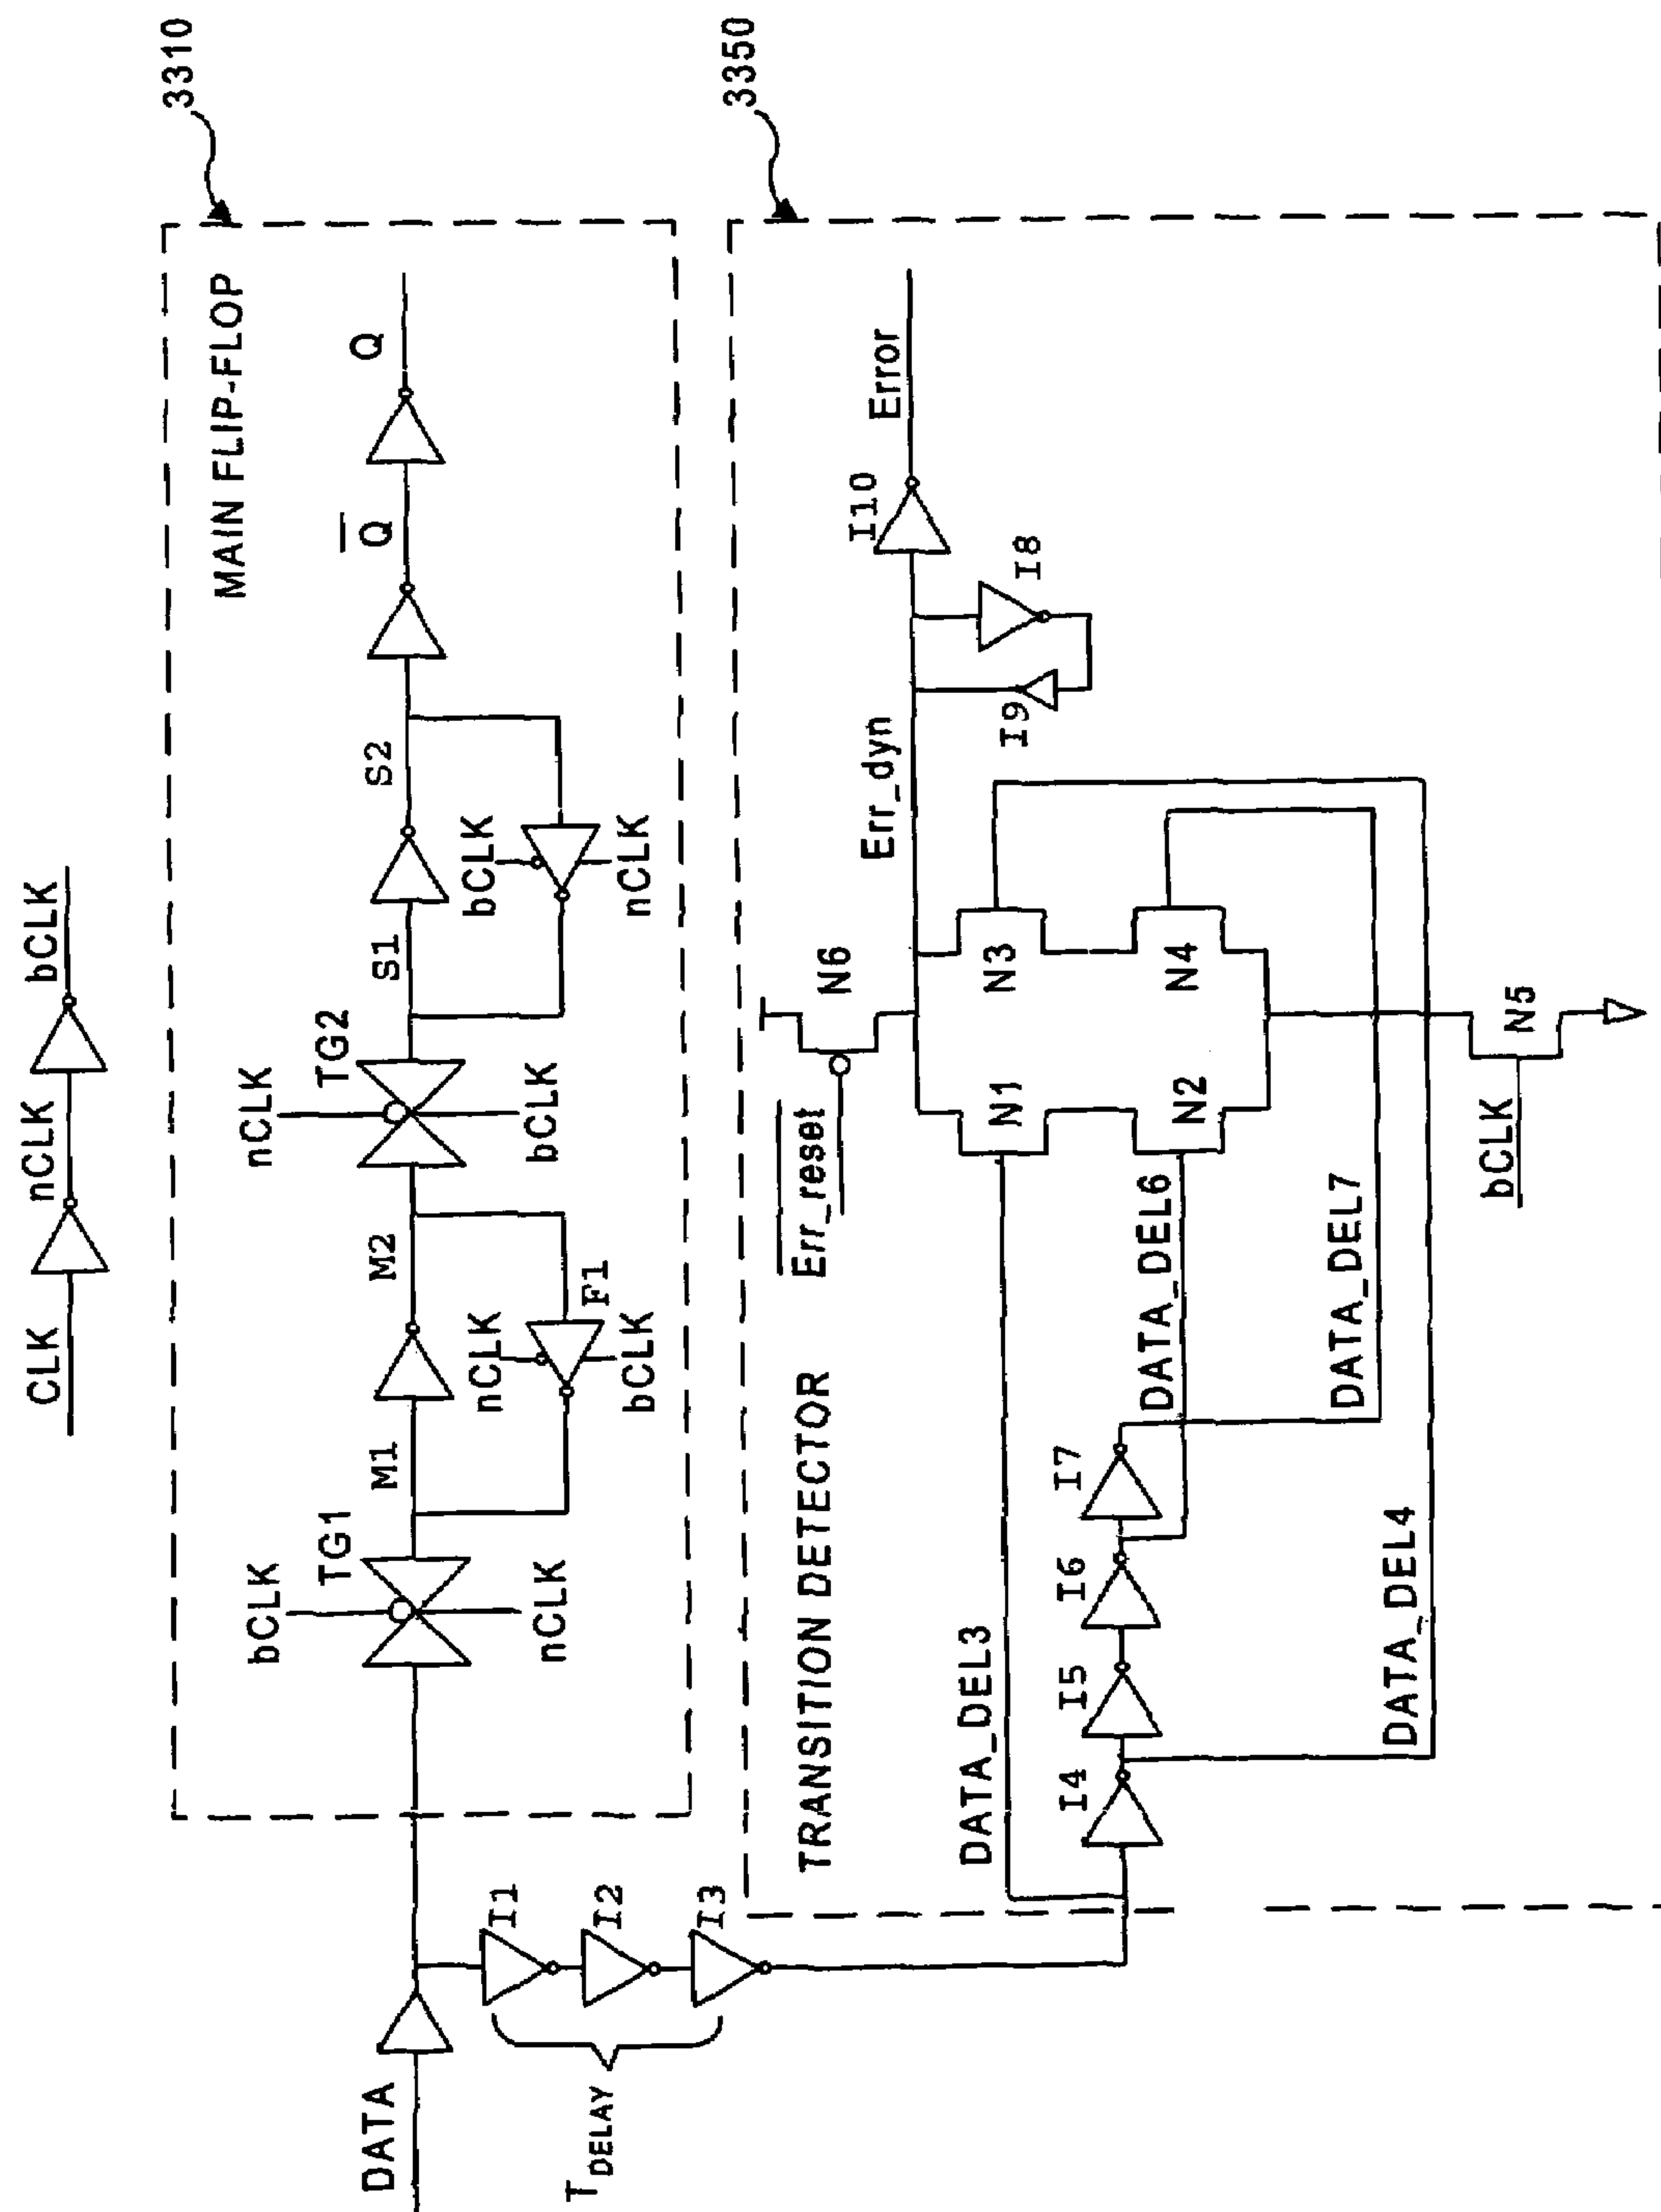 CLK
nCLK
bCLK
3310
MAIN FLIP-FLOP
DATA
bCLK
TG1
nCLK
M1
M2
nCLK
F1
bCLK
nCLK
TG2
bCLK
S1
S2
bCLK
nCLK
Q
Q
T DELAY
I1
I2
I3
3350
TRANSITION DETECTOR
DATA_DEL3
I4
I5
I6
I7
DATA_DEL4
DATA_DEL6
DATA_DEL7
Err_reset
N6
N1
N2
N3
N4
N5
bCLK
Err_dyn
I9
I8
I10
Error